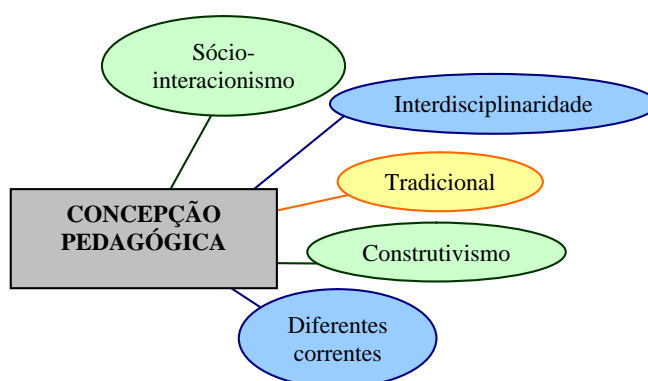 Sócio-
interacionismo
Interdisciplinaridade
Tradicional
CONCEPÇÃO
PEDAGÓGICA
Construtivismo
Diferentes
correntes